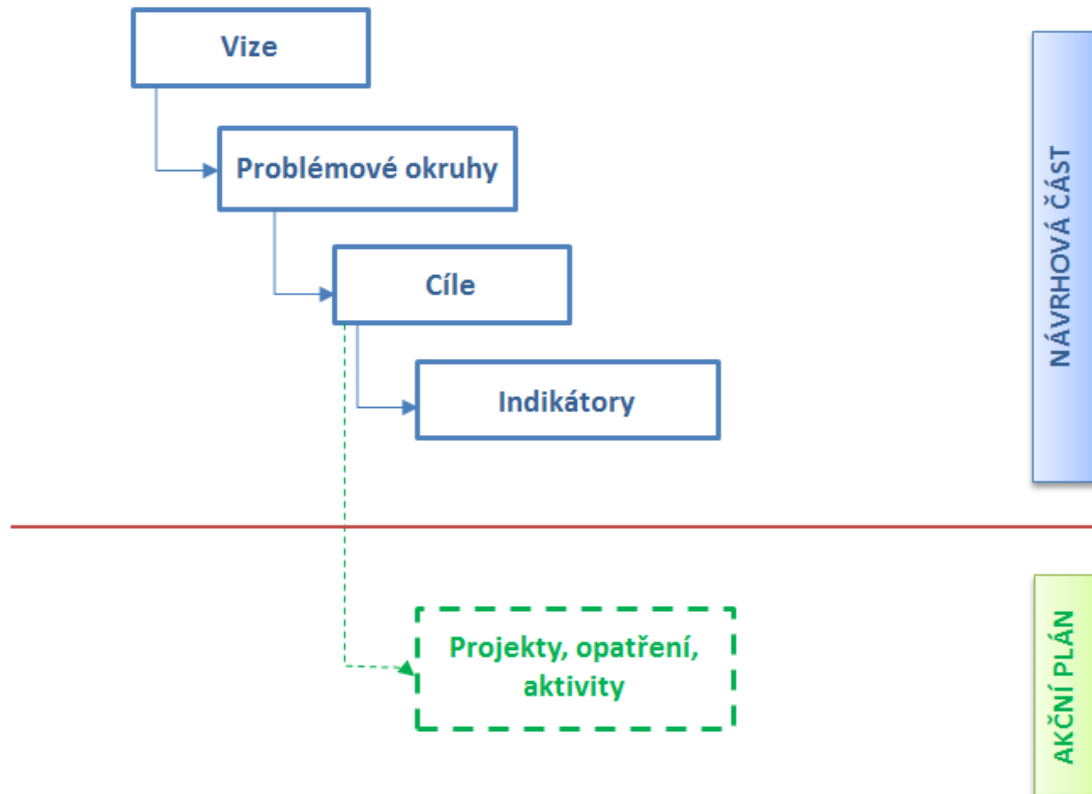 Vize
Problémové okruhy
Cíle
Indikátory
NÁVRHOVÁ ČÁST
Projekty, opatření,
aktivity
AKČNÍ PLÁN